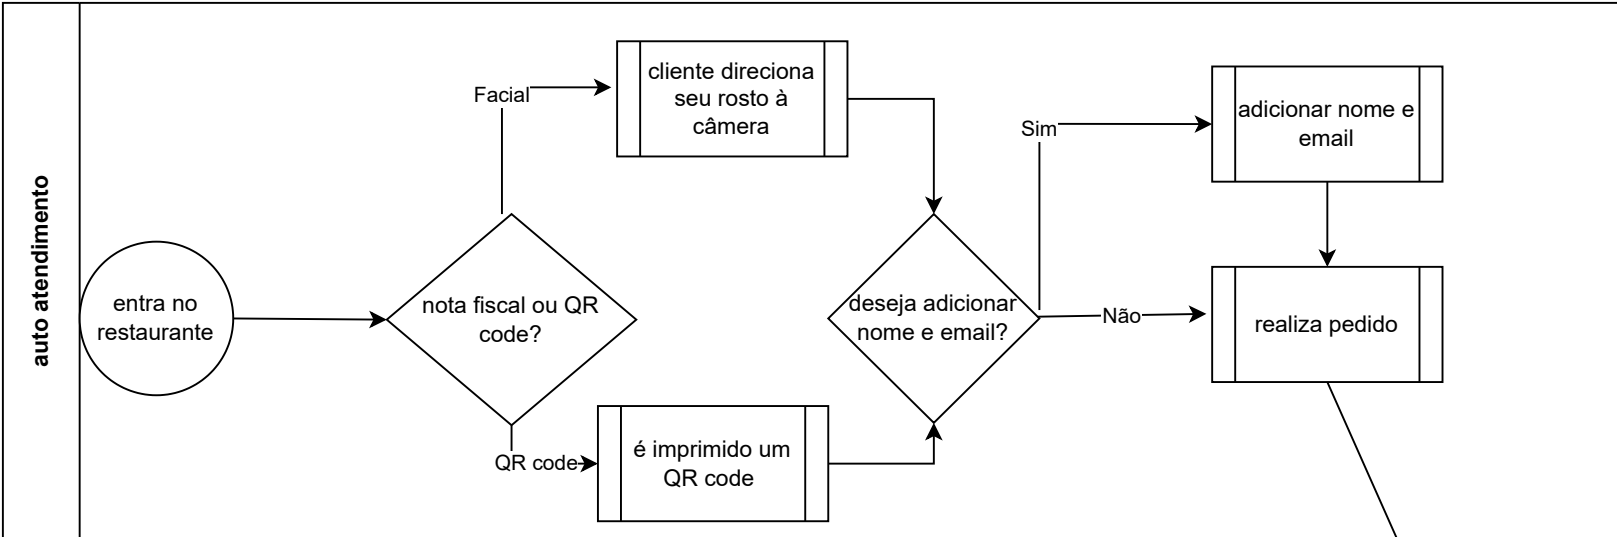 auto atendimento
entra no
restaurante
nota fiscal ou QR
code?
Facial
cliente direciona
seu rosto à
câmera
QR code
é imprimido um
QR code
deseja adicionar
nome e email?
Sim
adicionar nome e
email
Não
realiza pedido